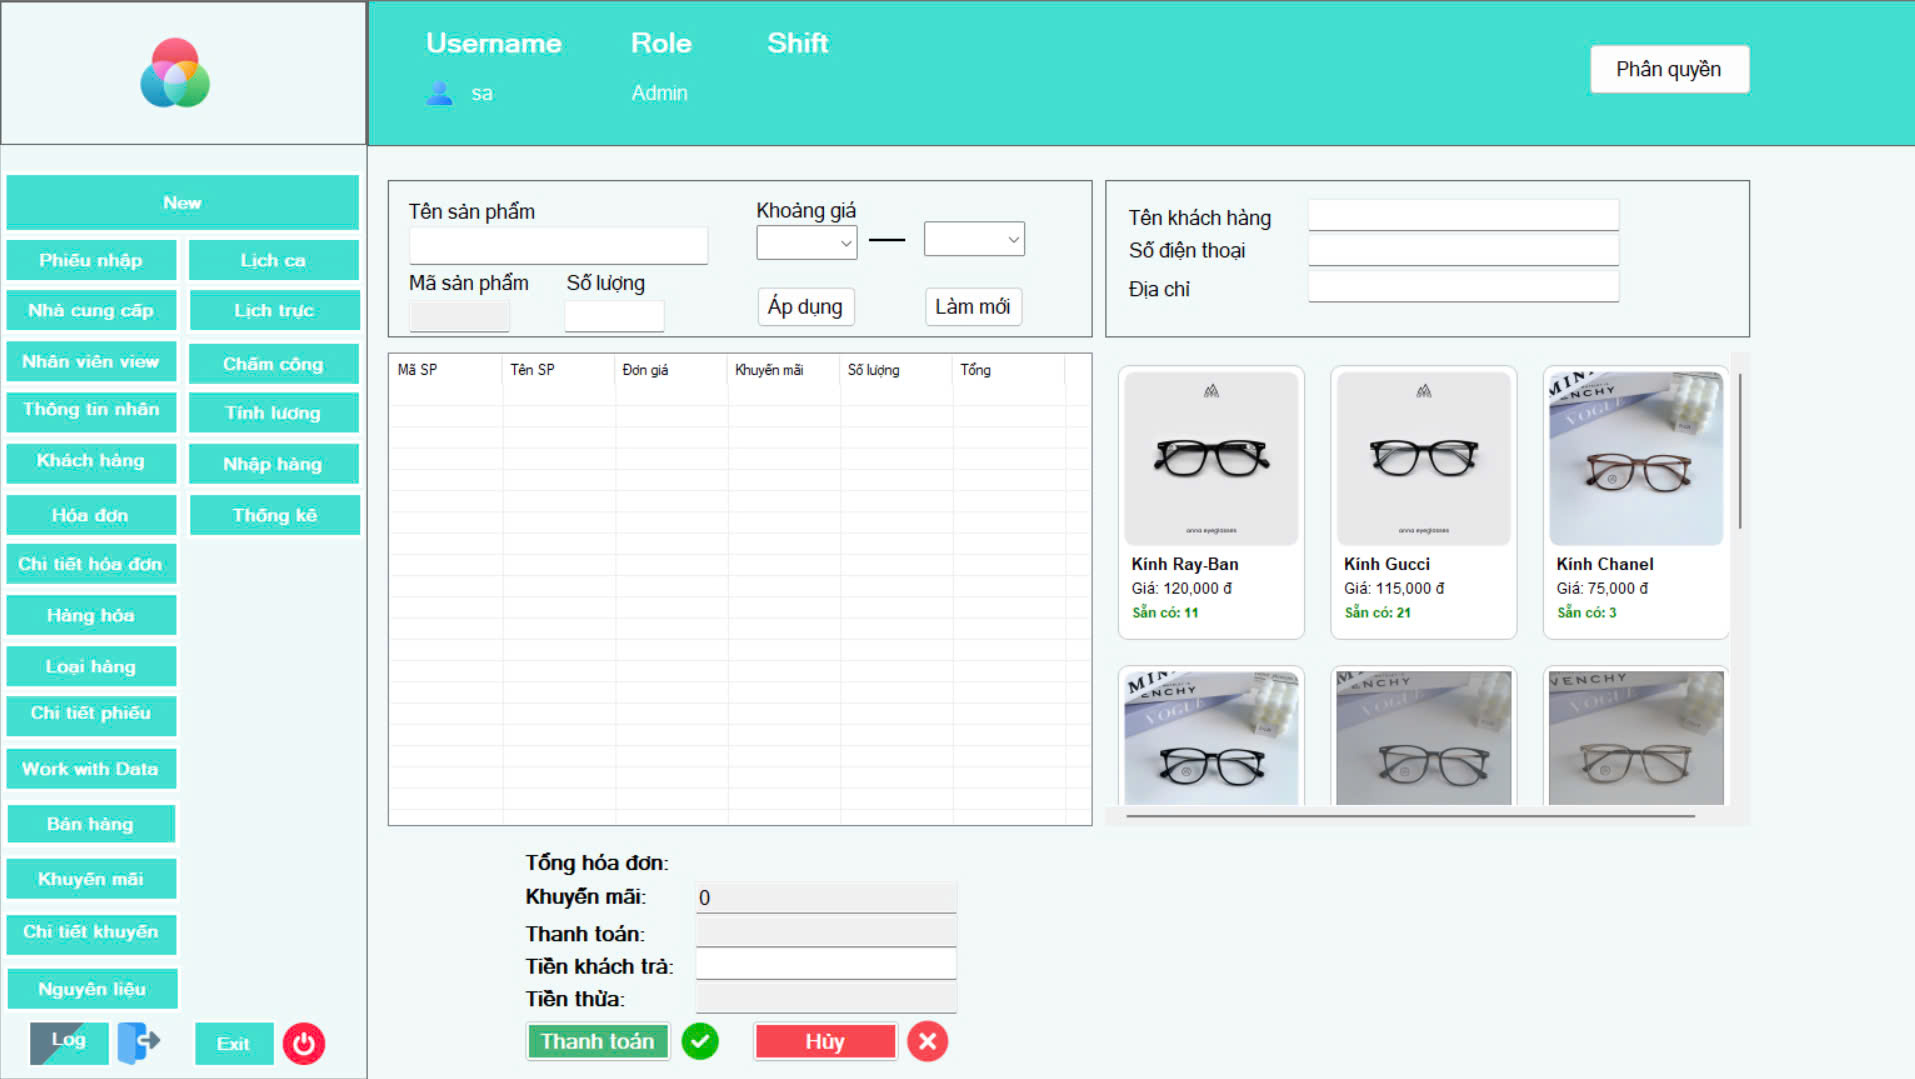 Username Role Shift
sa Admin
Phân quyền
New
Phiếu nhập Lịch ca
Nhà cung cấp Lịch trực
Nhân viên view Chấm công
Thông tin nhân Tính lương
Khách hàng Nhập hàng
Hóa đơn Thống kê
Chi tiết hóa đơn
Hàng hóa
Loại hàng
Chi tiết phiếu
Work with Data
Bán hàng
Khuyến mãi
Chi tiết khuyến
Nguyên liệu
Log Exit
Tên sản phẩm Khoảng giá
Mã sản phẩm Số lượng
Áp dụng Làm mới
Tên khách hàng
Số điện thoại
Địa chỉ
Mã SP Tên SP Đơn giá Khuyến mãi Số lượng Tổng
anna eyeglasses
Kính Ray-Ban
Giá: 120,000 đ
Sẵn có: 11
anna eyeglasses
Kính Gucci
Giá: 115,000 đ
Sẵn có: 21
VOGUE
Kính Chanel
Giá: 75,000 đ
Sẵn có: 3
VOGUE
Tổng hóa đơn:
Khuyến mãi: 0
Thanh toán:
Tiền khách trả:
Tiền thừa:
Thanh toán Hủy